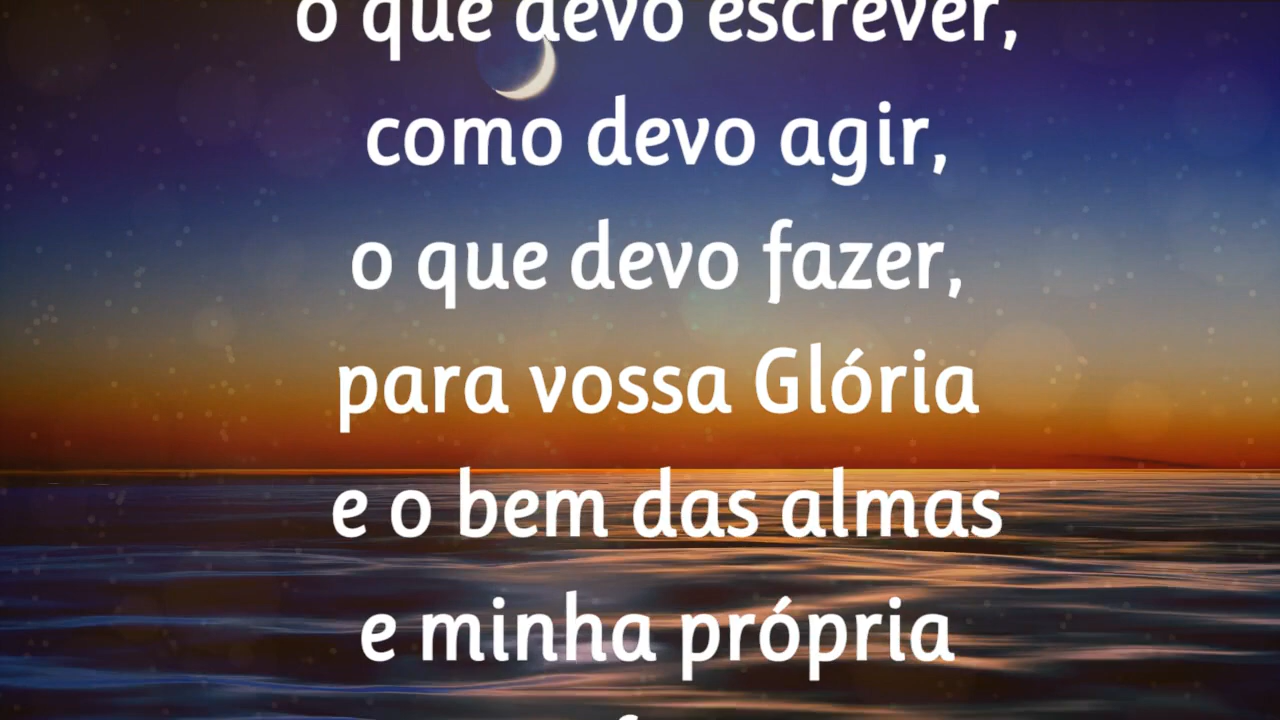 o que devo escrever,
como devo agir,
o que devo fazer,
para vossa Glória
e o bem das almas
e minha própria